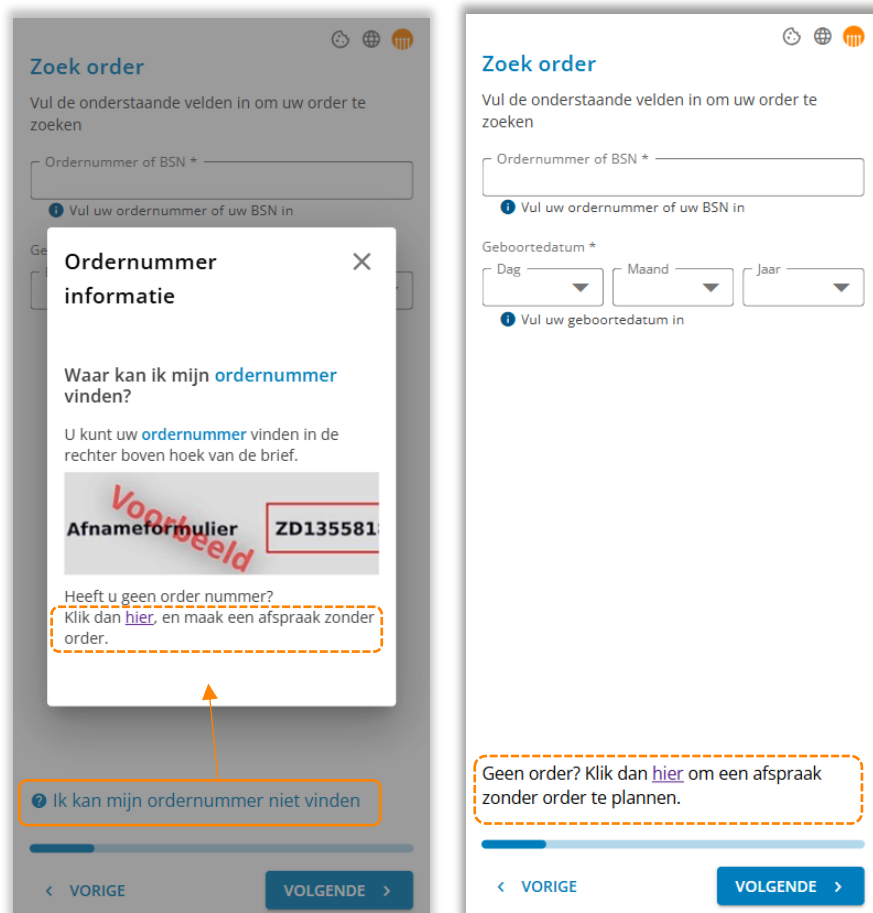 Zoek order
Vul de onderstaande velden in om uw order te
zoeken
Ordernummer of BSN *
Vul uw ordernummer of uw BSN in
Ge
Ordernummer
informatie
Waar kan ik mijn ordernummer
vinden?
U kunt uw ordernummer vinden in de
rechter boven hoek van de brief.
Voorbeeld
Afnameformulier ZD135581
Heeft u geen order nummer?
Klik dan hier, en maak een afspraak zonder
order.
Ik kan mijn ordernummer niet vinden
VORIGE
VOLGENDE
Zoek order
Vul de onderstaande velden in om uw order te
zoeken
Ordernummer of BSN *
Vul uw ordernummer of uw BSN in
Geboortedatum *
Dag Maand Jaar
Vul uw geboortedatum in
Geen order? Klik dan hier om een afspraak
zonder order te plannen.
VORIGE
VOLGENDE